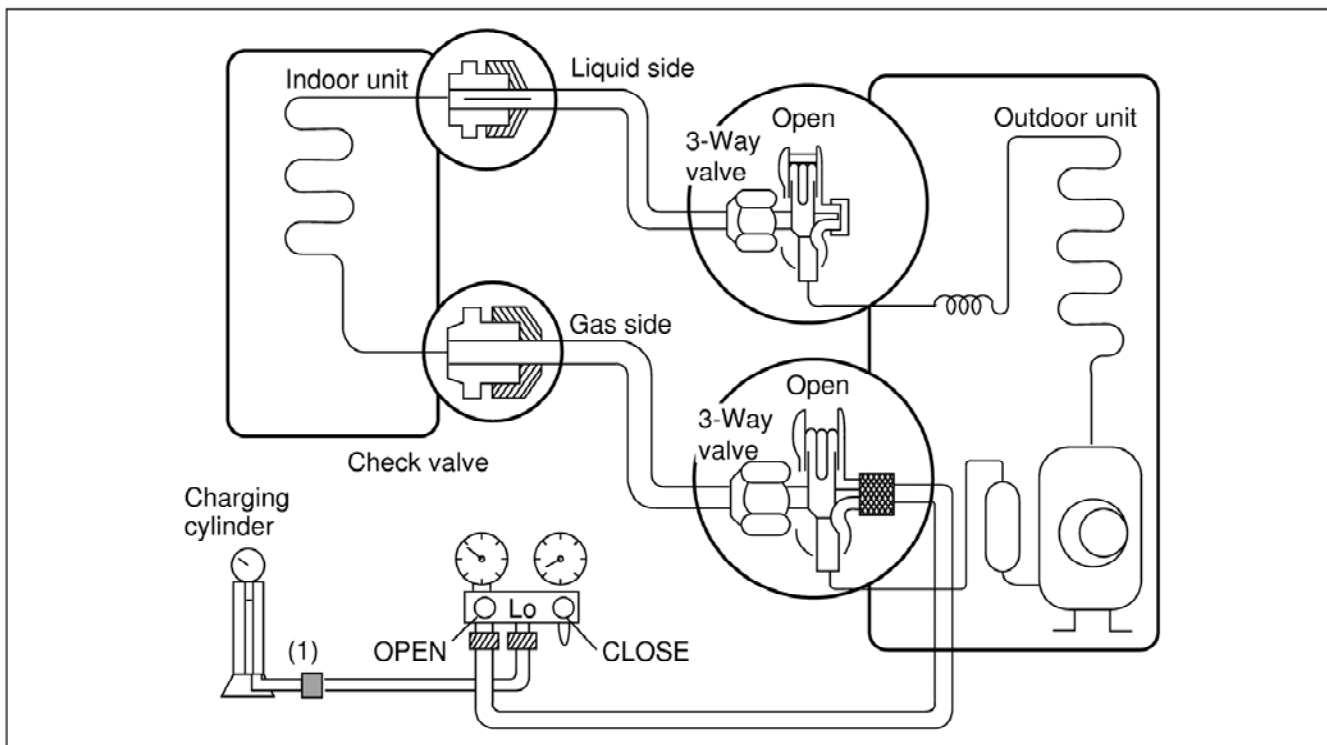 Indoor unit
Liquid side
Open
3-Way
valve
Outdoor unit
Gas side
Open
3-Way
valve
Check valve
Charging
cylinder
Lo
(1)
OPEN
CLOSE